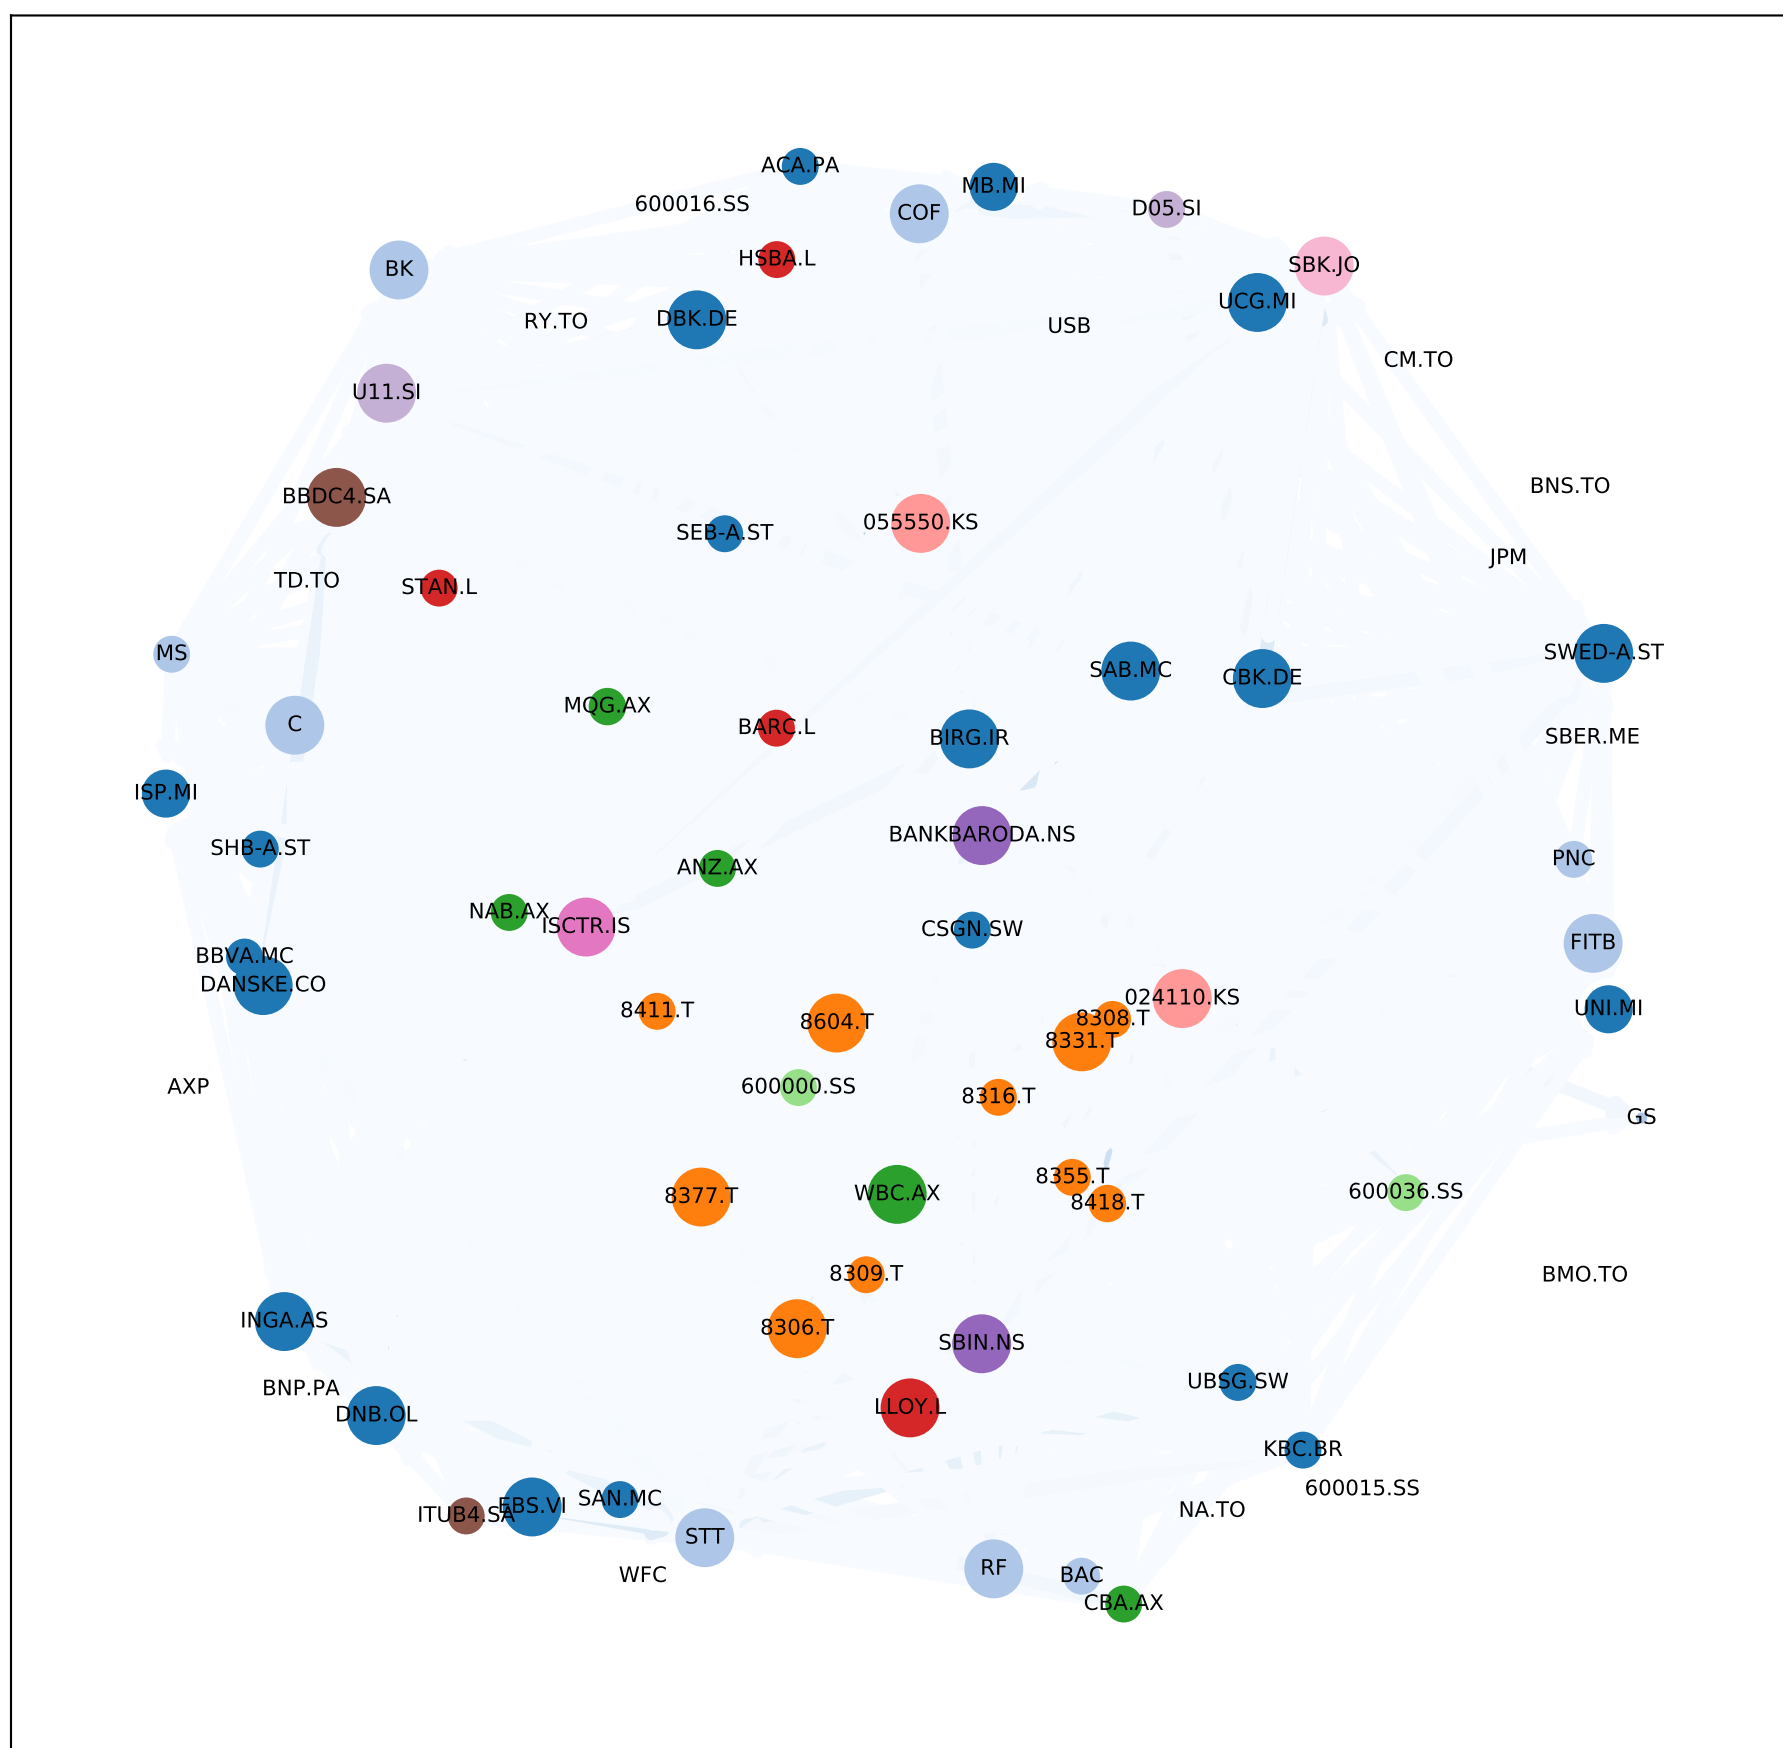 ACA.PA
MB.MI
600016.SS
COF
D05.SI
HSBA.L
BK
SBK.JO
UCG.MI
RY.TO
DBK.DE
USB
CM.TO
U11.SI
BBDC4.SA
BNS.TO
SEB-A.ST
055550.KS
JPM
TD.TO
STAN.L
MS
SAB.MC
CBK.DE
SWED-A.ST
MQG.AX
C
BARC.L
BIRG.IR
SBER.ME
ISP.MI
SHB-A.ST
BANKBARODA.NS
PNC
ANZ.AX
NAB.AX
ISCTR.IS
CSGN.SW
FITB
BBVA.MC
DANSKE.CO
8411.T
8604.T
024110.KS
8308.T
8331.T
UNI.MI
AXP
600000.SS
8316.T
GS
8377.T
WBC.AX
8355.T
8418.T
600036.SS
8309.T
BMO.TO
INGA.AS
8306.T
SBIN.NS
BNP.PA
DNB.OL
LLOY.L
UBSG.SW
KBC.BR
600015.SS
ITUB4.SA
EBS.VI
SAN.MC
NA.TO
STT
WFC
RF
BAC
CBA.AX